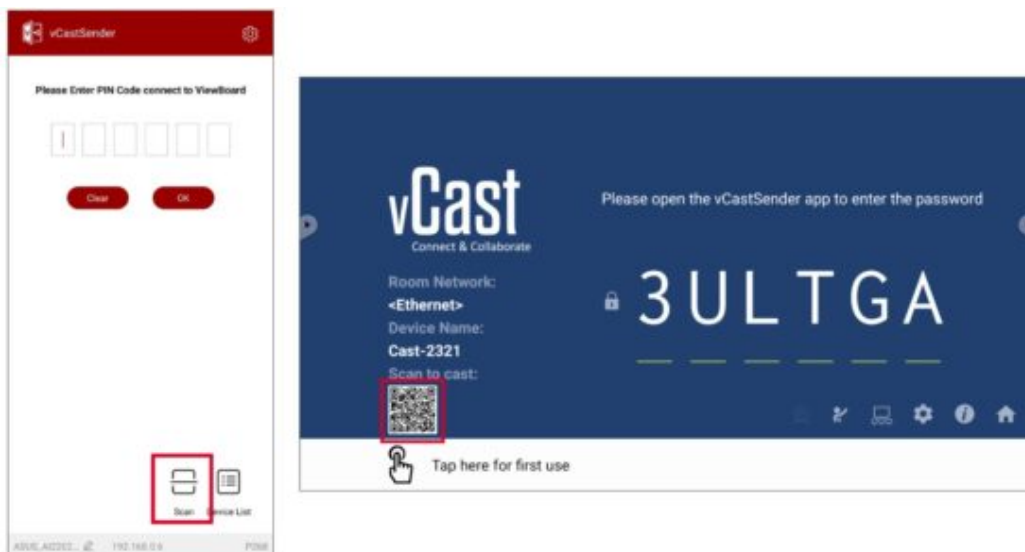 vCastSender
Please Enter PIN Code connect to ViewBoard
Clear
OK
Scan
Device List
192.168.0.6
vCast
Connect & Collaborate
Please open the vCastSender app to enter the password
Room Network:
<Ethernet>
Device Name:
Cast-2321
Scan to cast:
3ULTGA
Tap here for first use